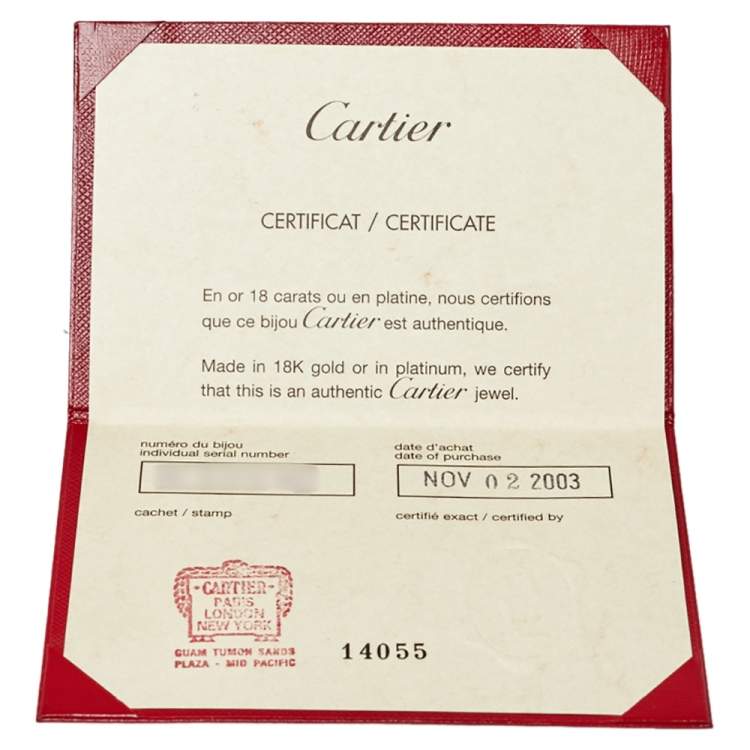 Cartier
CERTIFICAT / CERTIFICATE
En or 18 carats ou en platine, nous certifions
que ce bijou Cartier est authentique.
Made in 18K gold or in platinum, we certify
that this is an authentic Cartier jewel.
numéro du bijou
individual serial number
date d'achat
date of purchase
NOV 02 2003
cachet / stamp
certifié exact / certified by
-CARTIER-
PARIS
LONDON
NEW YORK
GUAM TUMON SANDS
PLAZA - MID PACIFIC
14055